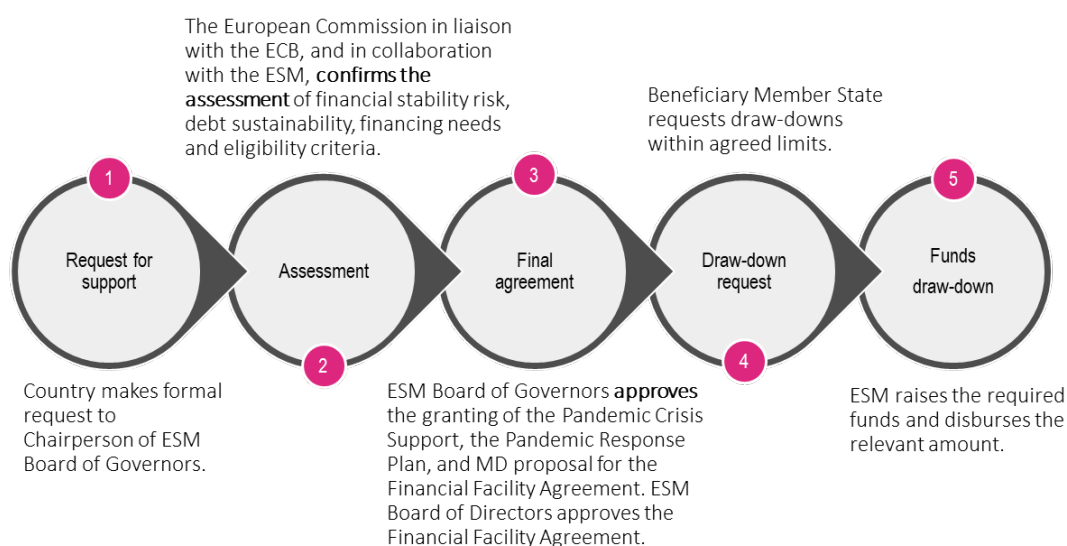 The European Commission in liaison
with the ECB, and in collaboration
with the ESM, confirms the
assessment of financial stability risk,
debt sustainability, financing needs
and eligibility criteria.
Beneficiary Member State
requests draw-downs
within agreed limits.
1
Request for
support
Assessment
2
3
Final
agreement
Draw-down
request
4
5
Funds
draw-down
Country makes formal
request to
Chairperson of ESM
Board of Governors.
ESM Board of Governors approves
the granting of the Pandemic Crisis
Support, the Pandemic Response
Plan, and MD proposal for the
Financial Facility Agreement. ESM
Board of Directors approves the
Financial Facility Agreement.
ESM raises the required
funds and disburses the
relevant amount.